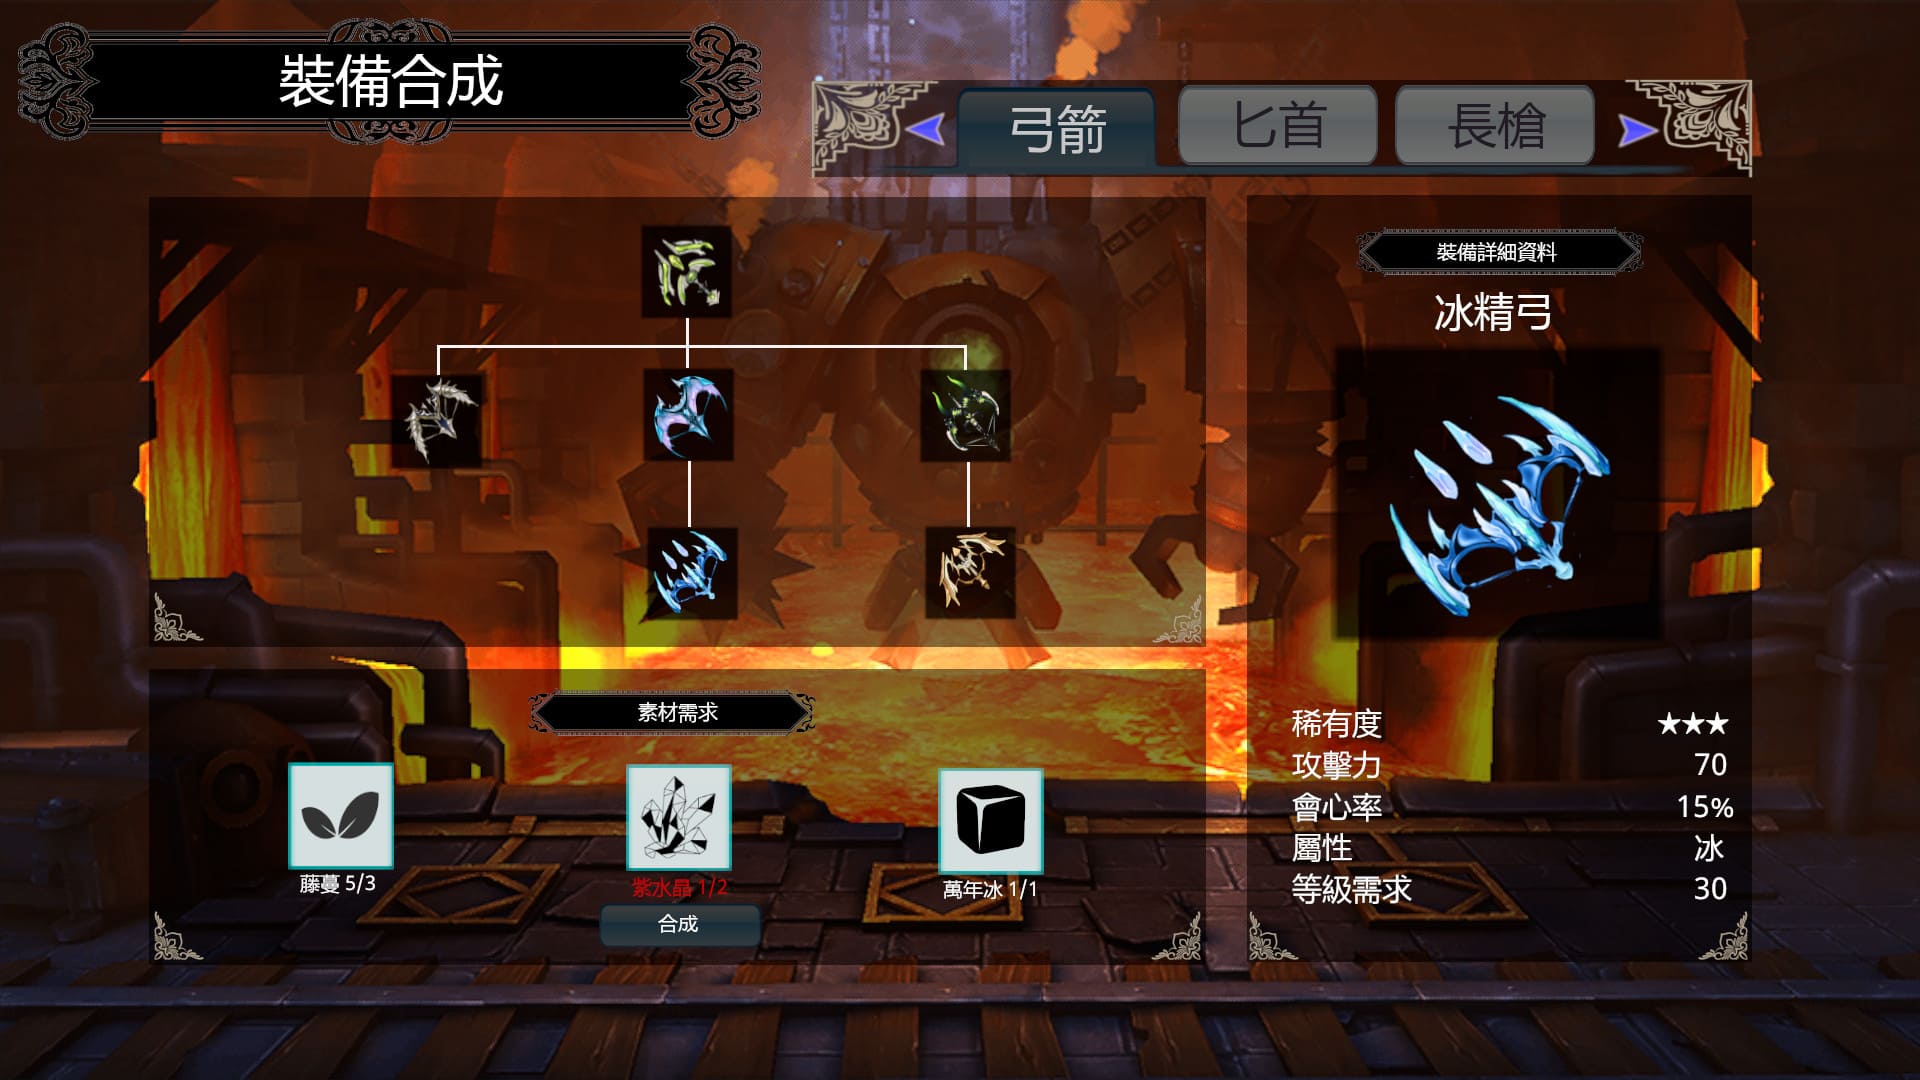 裝備合成
弓箭
匕首
長槍
裝備詳細資料
冰精弓
稀有度 ★★★
攻擊力 70
會心率 15%
屬性 冰
等級需求 30
素材需求
藤蔓 5/3
紫水晶 1/2
萬年冰 1/1
合成